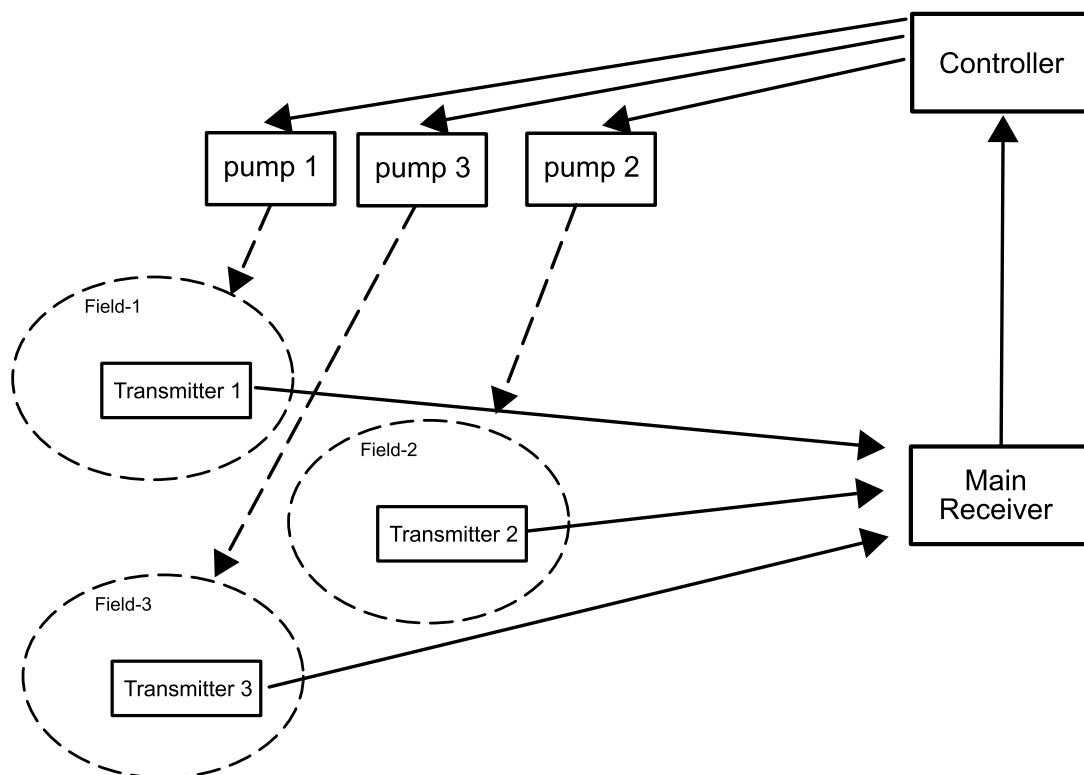 Controller
pump 1
pump 3
pump 2
Field-1
Transmitter 1
Field-2
Main
Receiver
Transmitter 2
Field-3
Transmitter 3